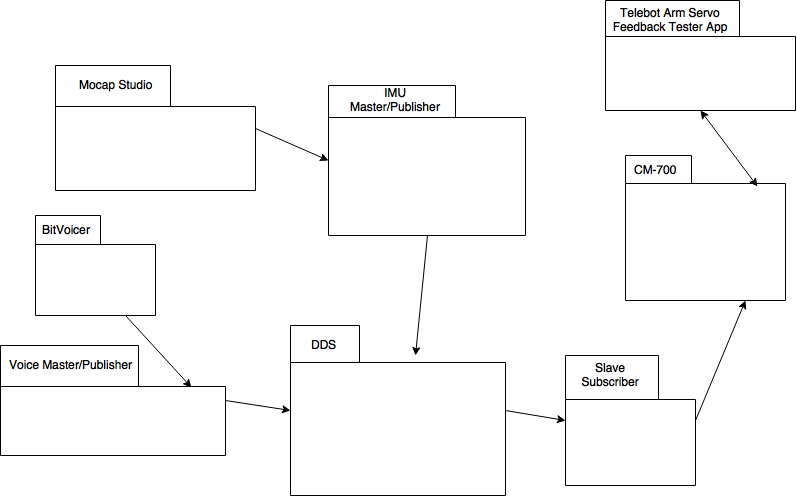 Telebot Arm Servo
Feedback Tester App
Mocap Studio
IMU
Master/Publisher
CM-700
BitVoicer
DDS
Voice Master/Publisher
Slave
Subscriber